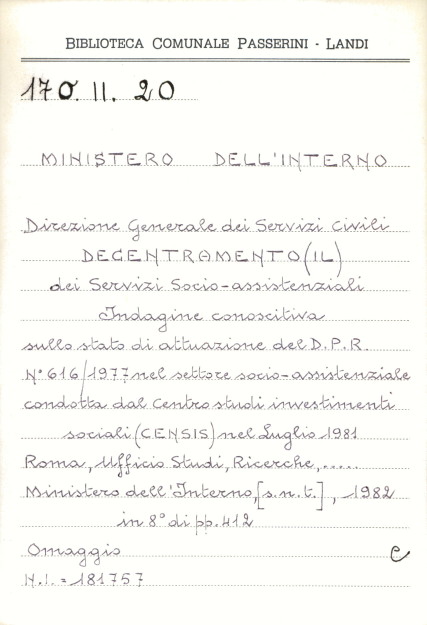 BIBLIOTECA COMUNALE PASSERINI - LANDI
170. II. 20
MINISTERO DELL'INTERNO
Direzione Generale dei Servizi Civili
DECENTRAMENTO (IL)
dei Servizi Socio-assistenziali
Indagine conoscitiva
sullo stato di attuazione del D.P.R.
N° 616/1977 nel settore socio-assistenziale
condotta dal Centro studi investimenti
sociali (CENSIS) nel Luglio 1981
Roma, Ufficio Studi, Ricerche, .....
Ministero dell'Interno, [s.n.t.], 1982
in 8° di pp. 412
Omaggio e
N.I. = 181757